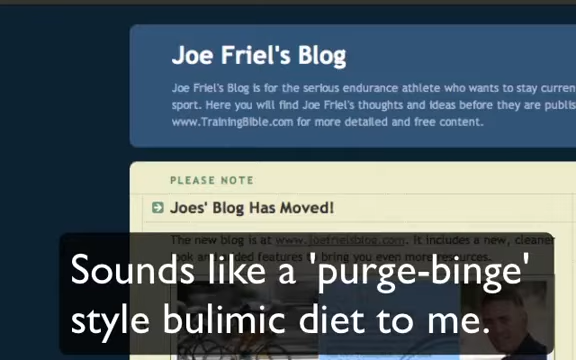 Joe Friel's Blog
Joe Friel's Blog is for the serious endurance athlete who wants to stay curren
sport. Here you will find Joe Friel's thoughts and ideas before they are publis
www.TrainingBible.com for more detailed and free content.
PLEASE NOTE
Joes' Blog Has Moved!
The new blog is at www.joefrielsblog.com. It includes a new, cleaner
look and added features to bring you even more resources.
Sounds like a 'purge-binge'
style bulimic diet to me.